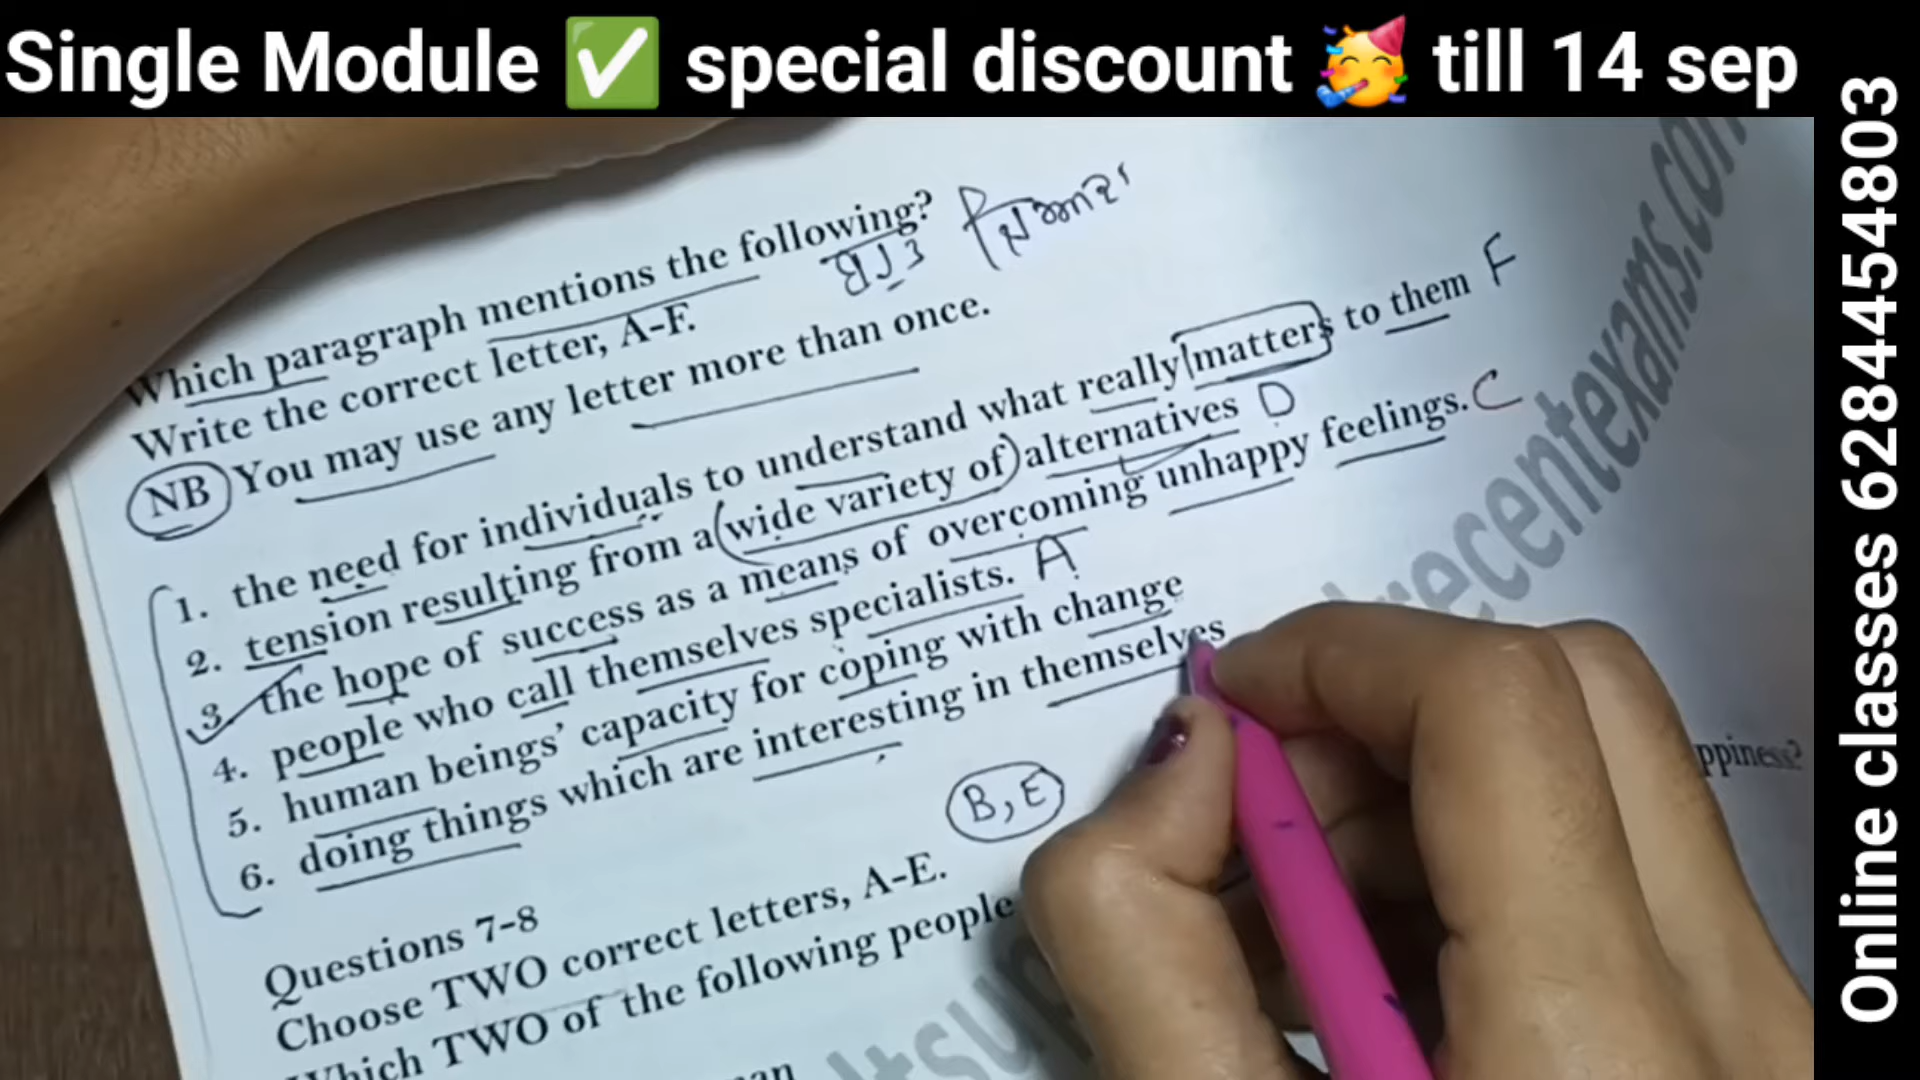 Single Module ✅ special discount 🥳 till 14 sep
Online classes 6284454803
Which paragraph mentions the following?
Write the correct letter, A-F.
NB You may use any letter more than once.
1. the need for individuals to understand what really matters to them F
2. tension resulting from a wide variety of alternatives D
3. the hope of success as a means of overcoming unhappy feelings. C
4. people who call themselves specialists. A
5. human beings' capacity for coping with change
6. doing things which are interesting in themselves
B, E
Questions 7-8
Choose TWO correct letters, A-E.
Which TWO of the following people
ppiness?
recentexams.com